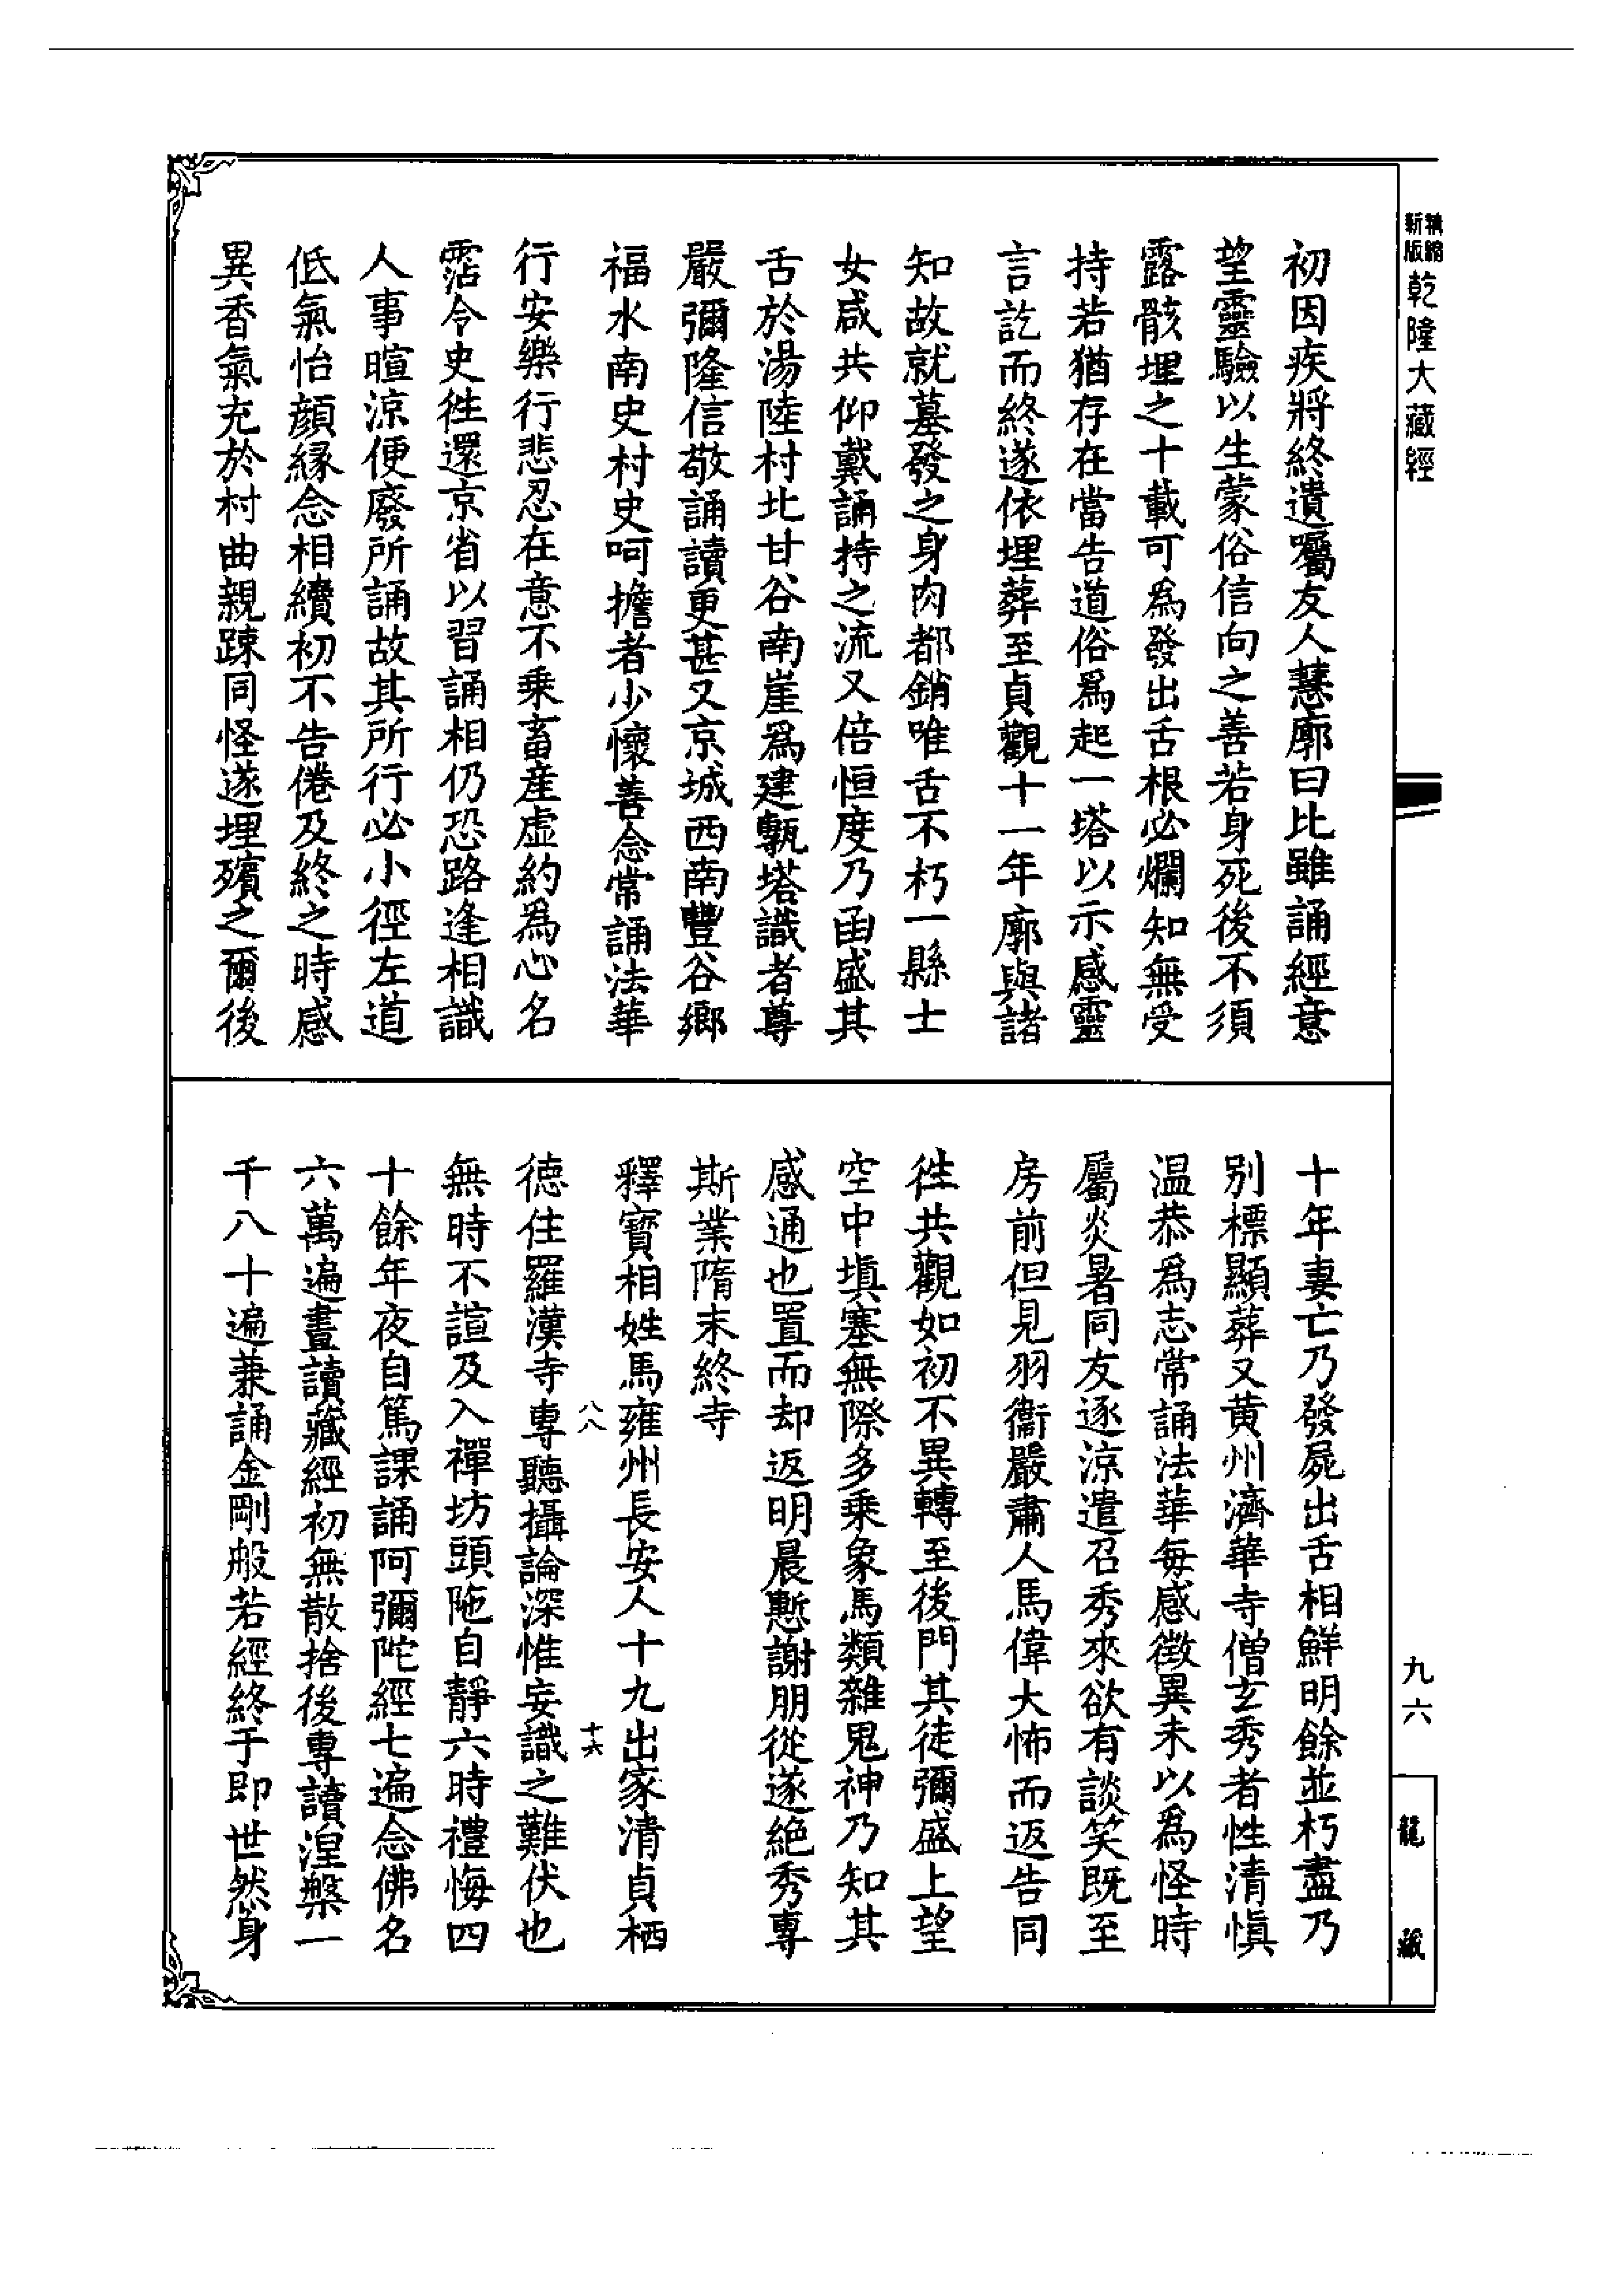 精縮新版乾隆大藏經
初因疾將終遺囑友人慧廓曰比雖誦經意
望靈驗以生蒙俗信向之善若身死後不須
露骸埋之十載可為發出舌根必爛知無受
持若猶存在當告道俗為起一塔以示感靈
言訖而終遂依埋葬至貞觀十一年廓與諸
知故就墓發之身肉都銷唯舌不朽一縣士
女咸共仰戴誦持之流又倍恒度乃函盛其
舌於湯陸村北甘谷南崖為建甎塔識者尊
嚴彌隆信敬誦讀更甚又京城西南豐谷鄉
福水南史村史呵擔者少懷善念常誦法華
行安樂行悲忍在意不乘畜產虛約為心名
霑令史徃還京省以習誦相仍恐路逢相識
人事暄涼便廢所誦故其所行必小徑左道
低氣怡顏緣念相續初不告倦及終之時感
異香氣充於村曲親踈同怪遂埋殯之爾後
十年妻亡乃發屍出舌相鮮明餘並朽盡乃
別標顯葬又黃州濟華寺僧玄秀者性清慎
温恭為志常誦法華每感徵異未以為怪時
屬炎暑同友逐涼遣召秀來欲有談笑既至
房前但見羽衞嚴肅人馬偉大怖而返告同
徃共觀如初不異轉至後門其徒彌盛上望
空中填塞無際多乘象馬類雜鬼神乃知其
感通也置而却返明晨慙謝朋從遂絕秀專
斯業隋末終寺
釋寶相姓馬雍州長安人十九出家清貞栖
八八
十六
德住羅漢寺專聽攝論深惟妄識之難伏也
無時不諠及入禪坊頭陁自靜六時禮悔四
十餘年夜自篤課誦阿彌陀經七遍念佛名
六萬遍晝讀藏經初無散捨後專讀涅槃一
千八十遍兼誦金剛般若經終于即世然身
九六
龍藏